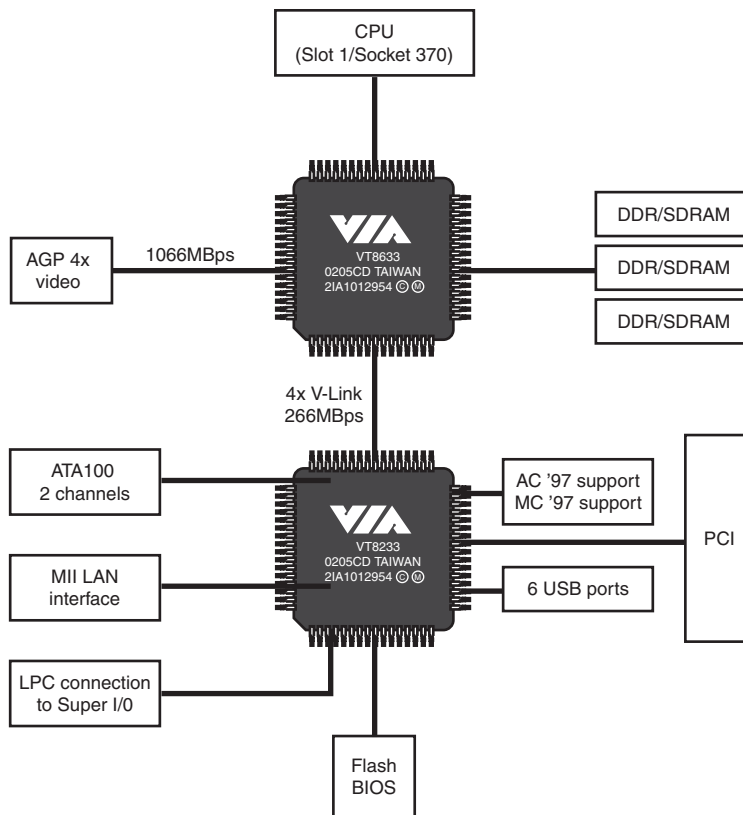 CPU
(Slot 1/Socket 370)
VIA
VT8633
0205CD TAIWAN
2IA1012954 Ⓒ Ⓜ
AGP 4x
video
1066MBps
DDR/SDRAM
DDR/SDRAM
DDR/SDRAM
4x V-Link
266MBps
ATA100
2 channels
MII LAN
interface
LPC connection
to Super I/0
VIA
VT8233
0205CD TAIWAN
2IA1012954 Ⓒ Ⓜ
AC '97 support
MC '97 support
6 USB ports
PCI
Flash
BIOS